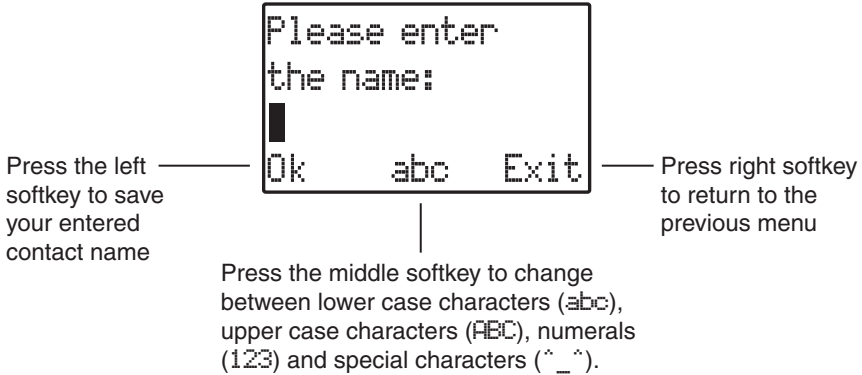 Please enter
the name:
Ok abc Exit
Press the left
softkey to save
your entered
contact name
Press right softkey
to return to the
previous menu
Press the middle softkey to change
between lower case characters (abc),
upper case characters (ABC), numerals
(123) and special characters (^_^).